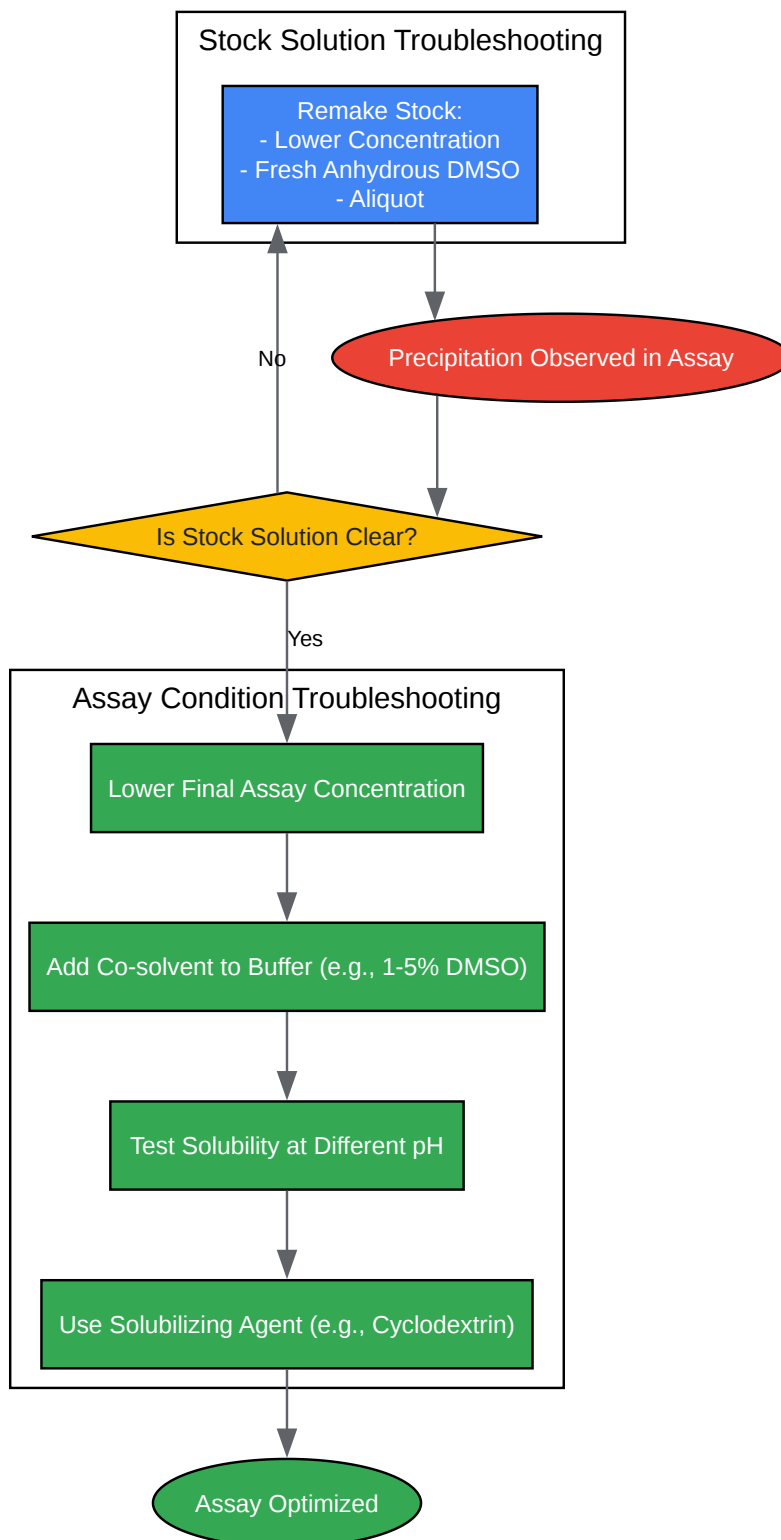 Stock Solution Troubleshooting
Remake Stock:
- Lower Concentration
- Fresh Anhydrous DMSO
- Aliquot
No
Precipitation Observed in Assay
Is Stock Solution Clear?
Yes
Assay Condition Troubleshooting
Lower Final Assay Concentration
Add Co-solvent to Buffer (e.g., 1-5% DMSO)
Test Solubility at Different pH
Use Solubilizing Agent (e.g., Cyclodextrin)
Assay Optimized